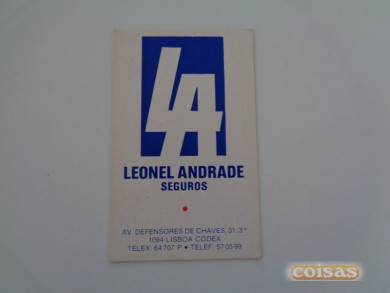 LA
LEONEL ANDRADE
SEGUROS
AV. DEFENSORES DE CHAVES, 31, 3.º
1094 LISBOA CODEX
TELEX 64 707 P • TELEF. 57 05 99
coisas